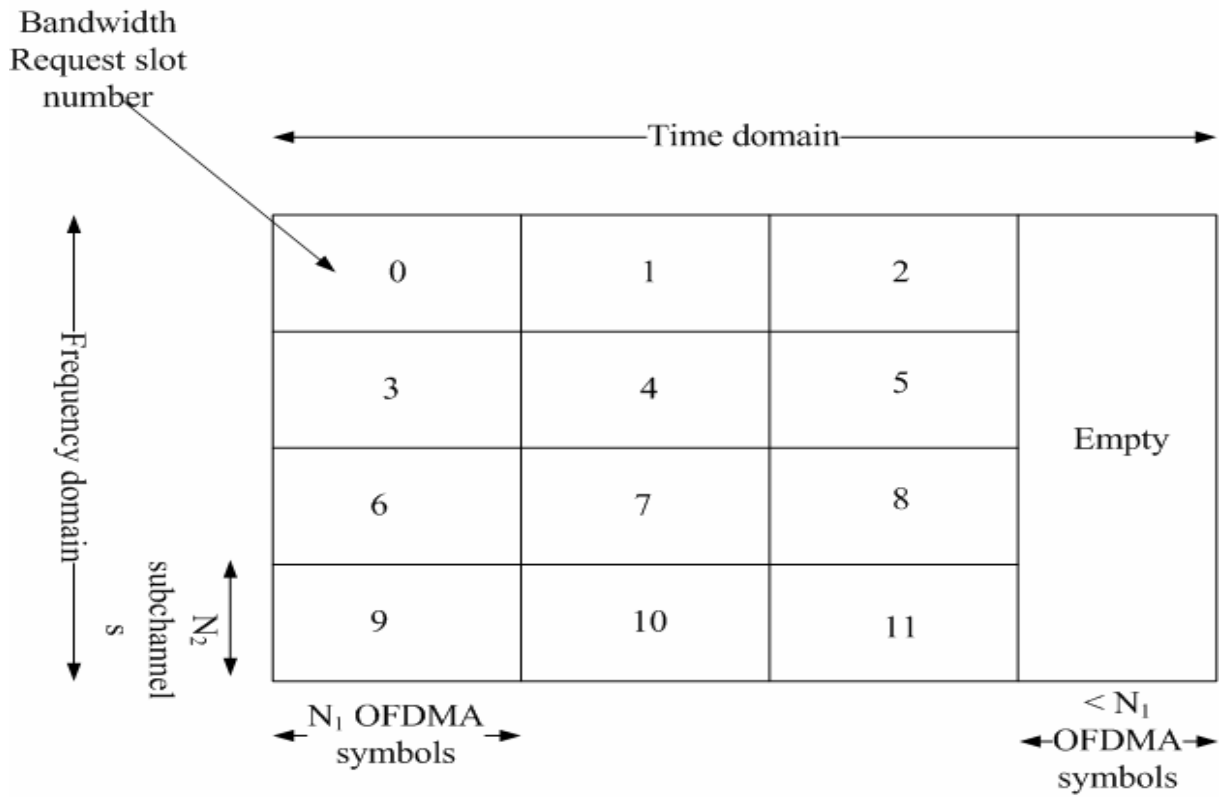 Bandwidth
Request slot
number
Time domain
0 1 2
3 4 5
6 7 8
9 10 11
Empty
Frequency domain
N₂
subchannel
s
N₁ OFDMA
symbols
< N₁
OFDMA
symbols